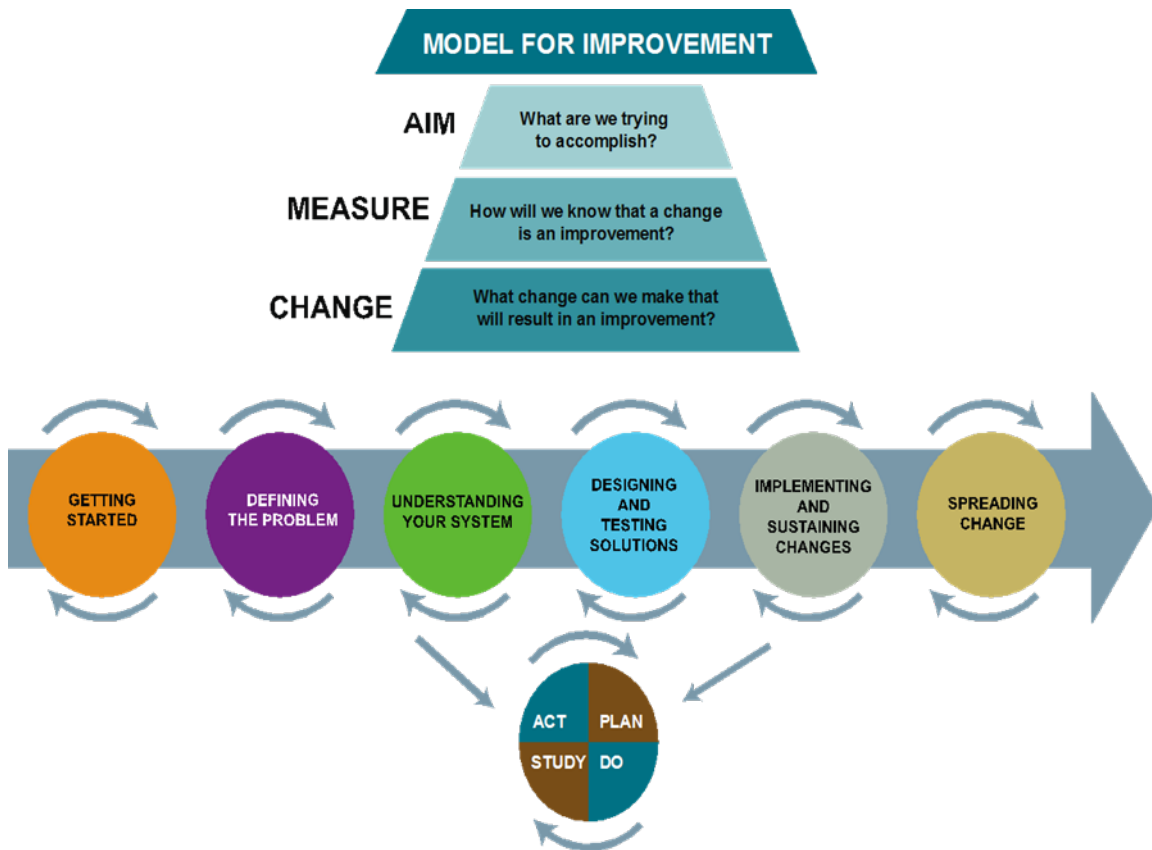 MODEL FOR IMPROVEMENT
AIM
What are we trying
to accomplish?
MEASURE
How will we know that a change
is an improvement?
CHANGE
What change can we make that
will result in an improvement?
GETTING
STARTED
DEFINING
THE PROBLEM
UNDERSTANDING
YOUR SYSTEM
DESIGNING
AND
TESTING
SOLUTIONS
IMPLEMENTING
AND
SUSTAINING
CHANGES
SPREADING
CHANGE
ACT PLAN
STUDY DO